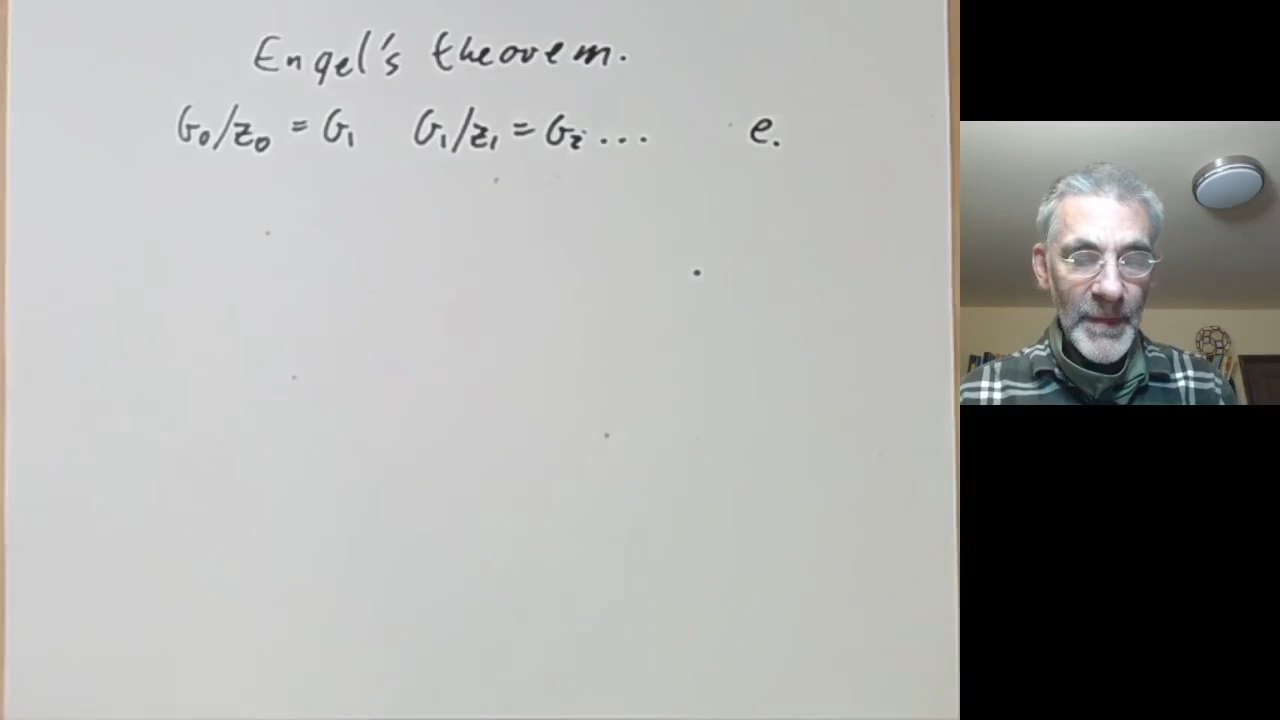 Engel's theorem.
G₀/z₀ = G₁ G₁/z₁ = G₂ ... e.